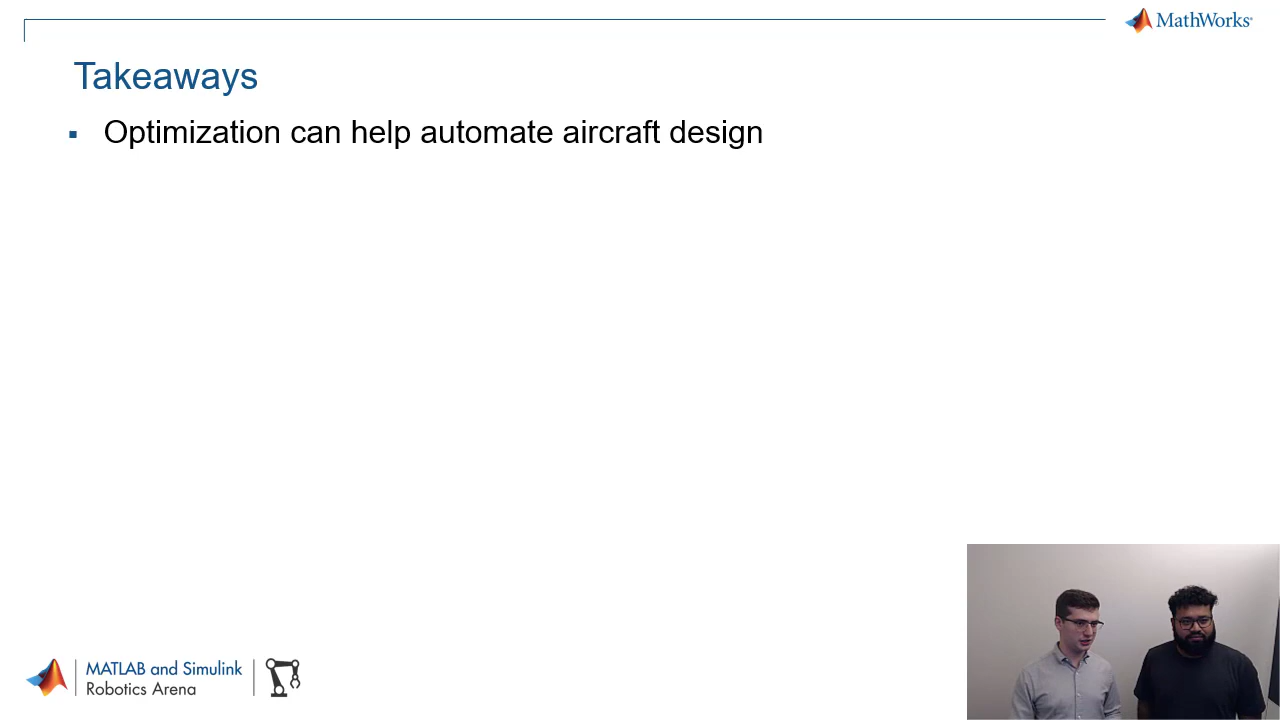 MathWorks®
Takeaways
▪ Optimization can help automate aircraft design
MATLAB and Simulink
Robotics Arena